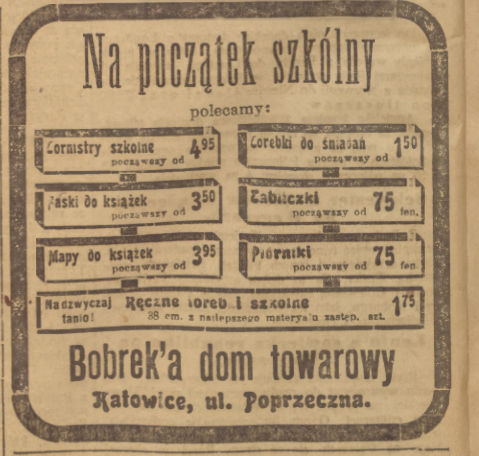 Na początek szkólny
polecamy:
Tornistry szkolne 4 95
począwszy od
Torebki do śniadań 1 50
począwszy od
Paski do książek 3 50
począwszy od
Tabliczki 75
począwszy od fen.
Mapy do książek 3 95
począwszy od
Piórniki 75
począwszy od fen.
Nadzwyczaj Ręczne torebki szkolne 1 75
tanio! 38 cm. z najlepszego materyału zastęp. szt.
Bobrek'a dom towarowy
Katowice, ul. Poprzeczna.